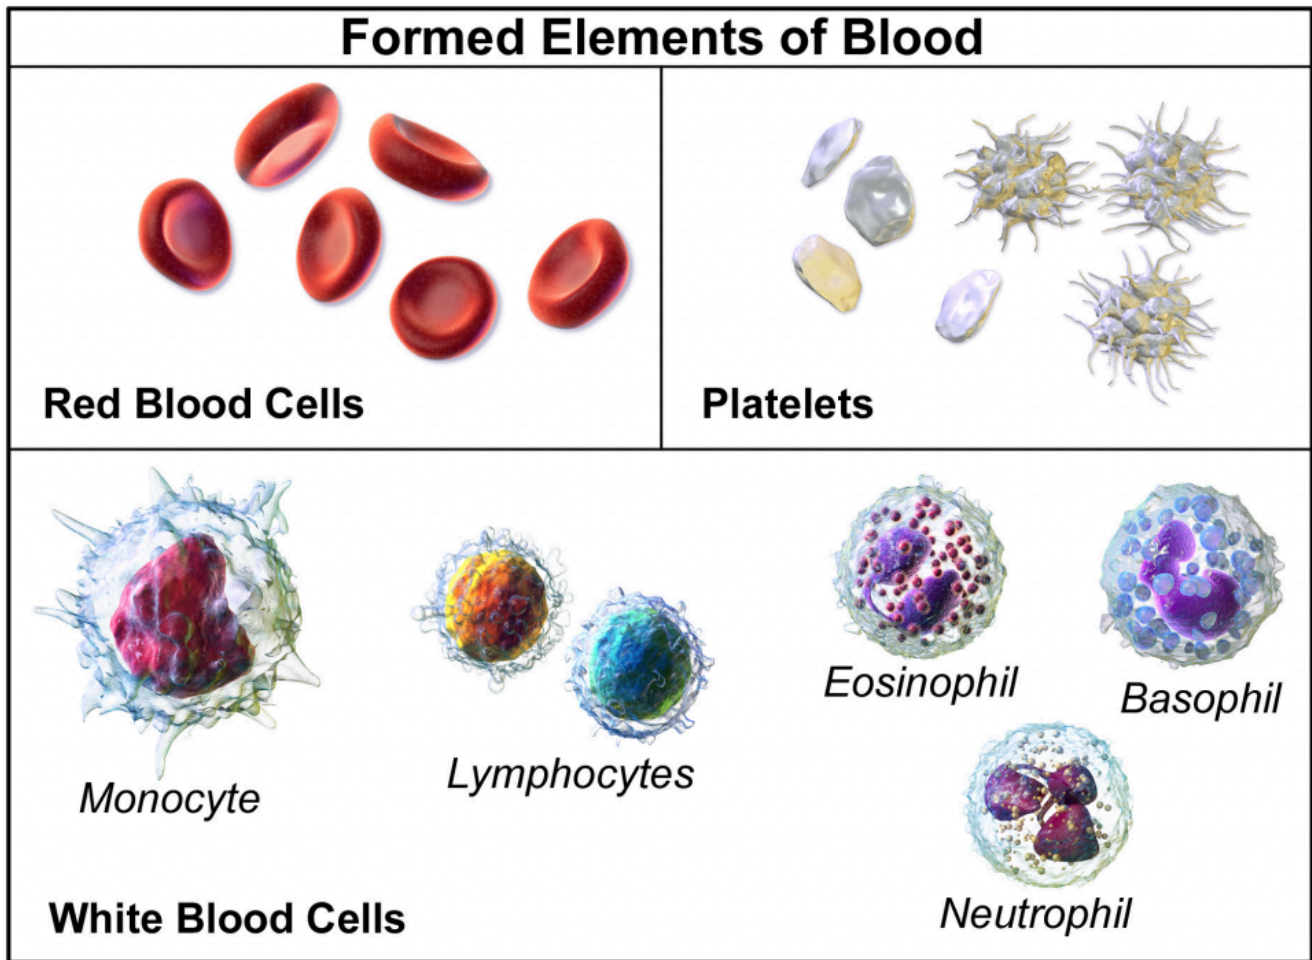 Formed Elements of Blood
Red Blood Cells
Platelets
Monocyte
Lymphocytes
Eosinophil
Basophil
Neutrophil
White Blood Cells